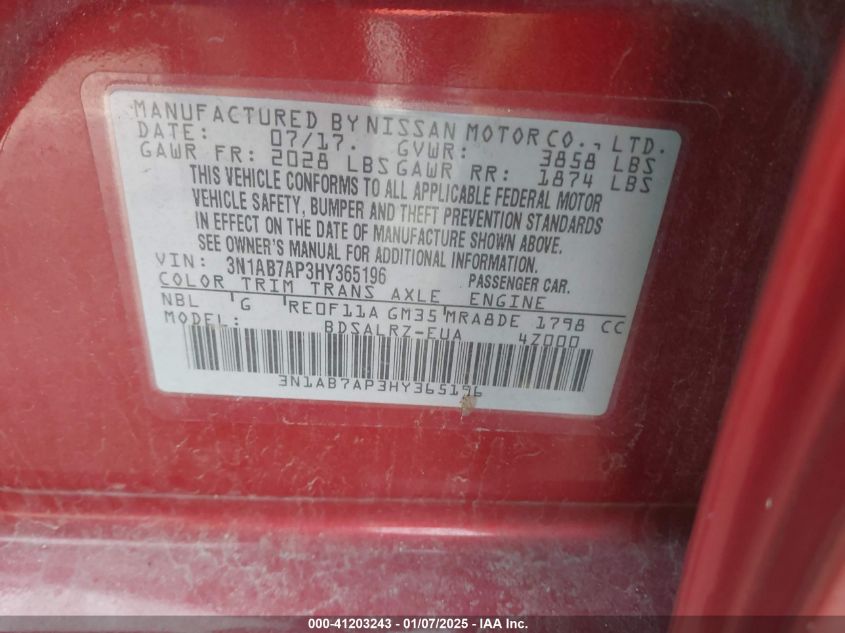 MANUFACTURED BY NISSAN MOTOR CO., LTD.
DATE: 07/17. GVWR: 3858 LBS
GAWR FR: 2028 LBS GAWR RR: 1874 LBS
THIS VEHICLE CONFORMS TO ALL APPLICABLE FEDERAL MOTOR
VEHICLE SAFETY, BUMPER AND THEFT PREVENTION STANDARDS
IN EFFECT ON THE DATE OF MANUFACTURE SHOWN ABOVE.
SEE OWNER'S MANUAL FOR ADDITIONAL INFORMATION.
VIN: 3N1AB7AP3HY365196 PASSENGER CAR.
COLOR TRIM TRANS AXLE ENGINE
NBL G RE0F11A GM35 MRA8DE 1798 CC
MODEL: BDSALRZ-EUA 4Z000
3N1AB7AP3HY365196
000-41203243 - 01/07/2025 - IAA Inc.